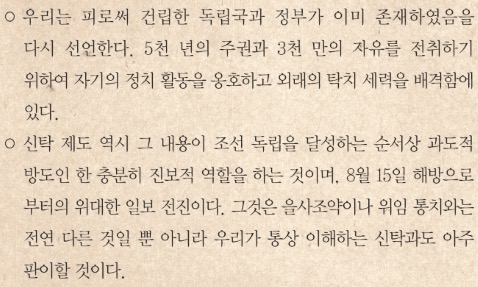 ○ 우리는 피로써 건립한 독립국과 정부가 이미 존재하였음을
다시 선언한다. 5천 년의 주권과 3천 만의 자유를 전취하기
위하여 자기의 정치 활동을 옹호하고 외래의 탁치 세력을 배격함에
있다.
○ 신탁 제도 역시 그 내용이 조선 독립을 달성하는 순서상 과도적
방도인 한 충분히 진보적 역할을 하는 것이며, 8월 15일 해방으로
부터의 위대한 일보 전진이다. 그것은 을사조약이나 위임 통치와는
전연 다른 것일 뿐 아니라 우리가 통상 이해하는 신탁과도 아주
판이할 것이다.